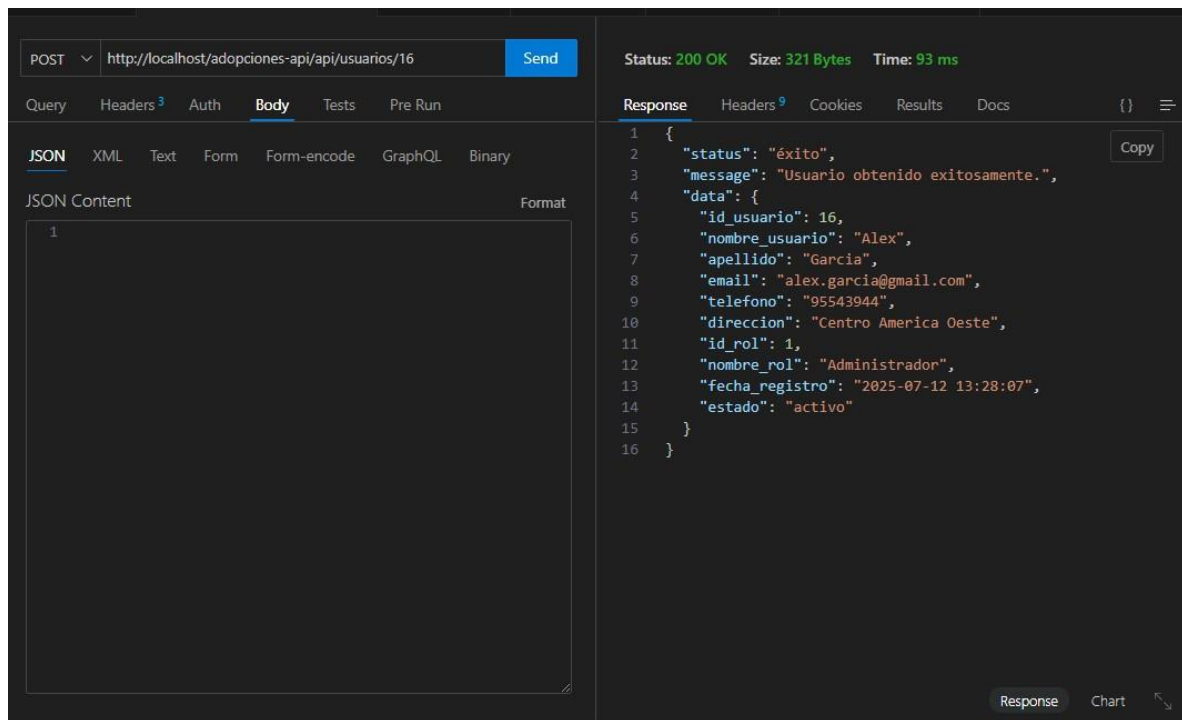 POST http://localhost/adopciones-api/api/usuarios/16 Send
Query Headers 3 Auth Body Tests Pre Run
JSON XML Text Form Form-encode GraphQL Binary
JSON Content Format
1
Status: 200 OK Size: 321 Bytes Time: 93 ms
Response Headers 9 Cookies Results Docs {}
Copy
1 {
2 "status": "éxito",
3 "message": "Usuario obtenido exitosamente.",
4 "data": {
5 "id_usuario": 16,
6 "nombre_usuario": "Alex",
7 "apellido": "Garcia",
8 "email": "alex.garcia@gmail.com",
9 "telefono": "95543944",
10 "direccion": "Centro America Oeste",
11 "id_rol": 1,
12 "nombre_rol": "Administrador",
13 "fecha_registro": "2025-07-12 13:28:07",
14 "estado": "activo"
15 }
16 }
Response Chart